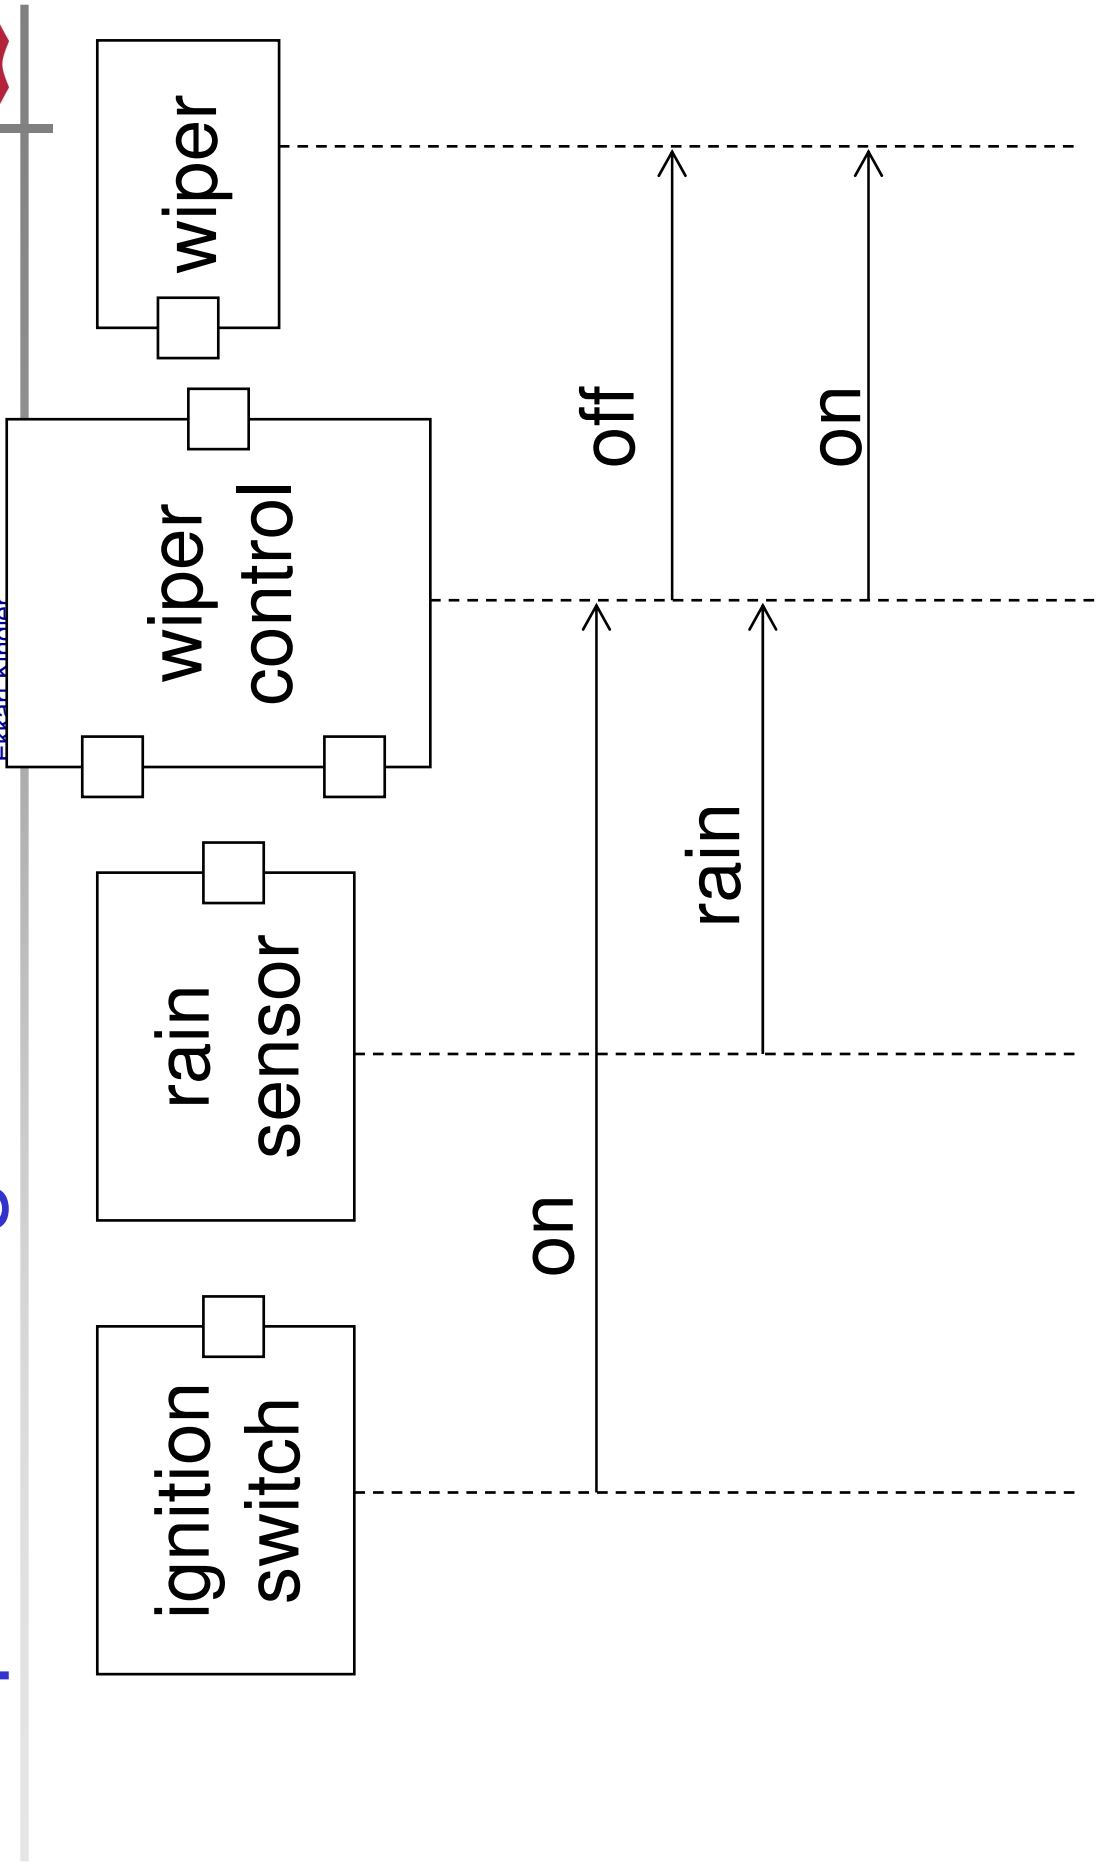 ignition
switch
rain
sensor
wiper
control
wiper
on
off
rain
on